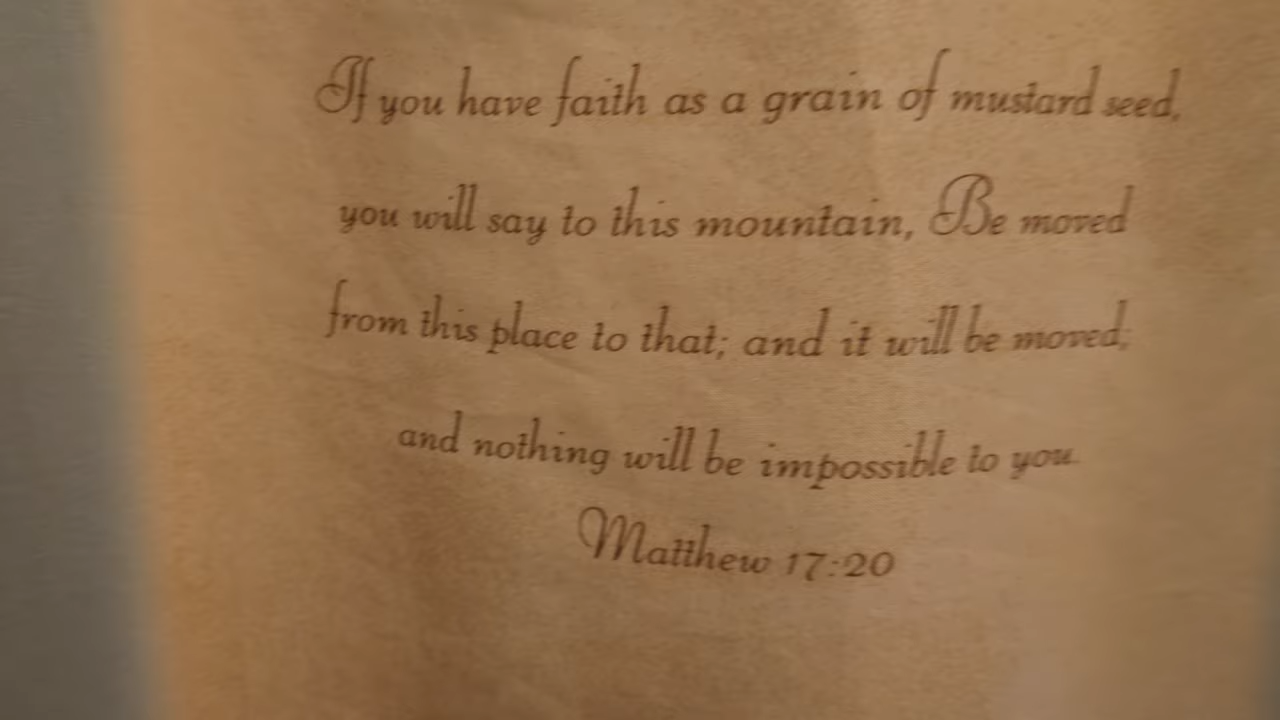 If you have faith as a grain of mustard seed,
you will say to this mountain, Be moved
from this place to that; and it will be moved;
and nothing will be impossible to you.
Matthew 17:20